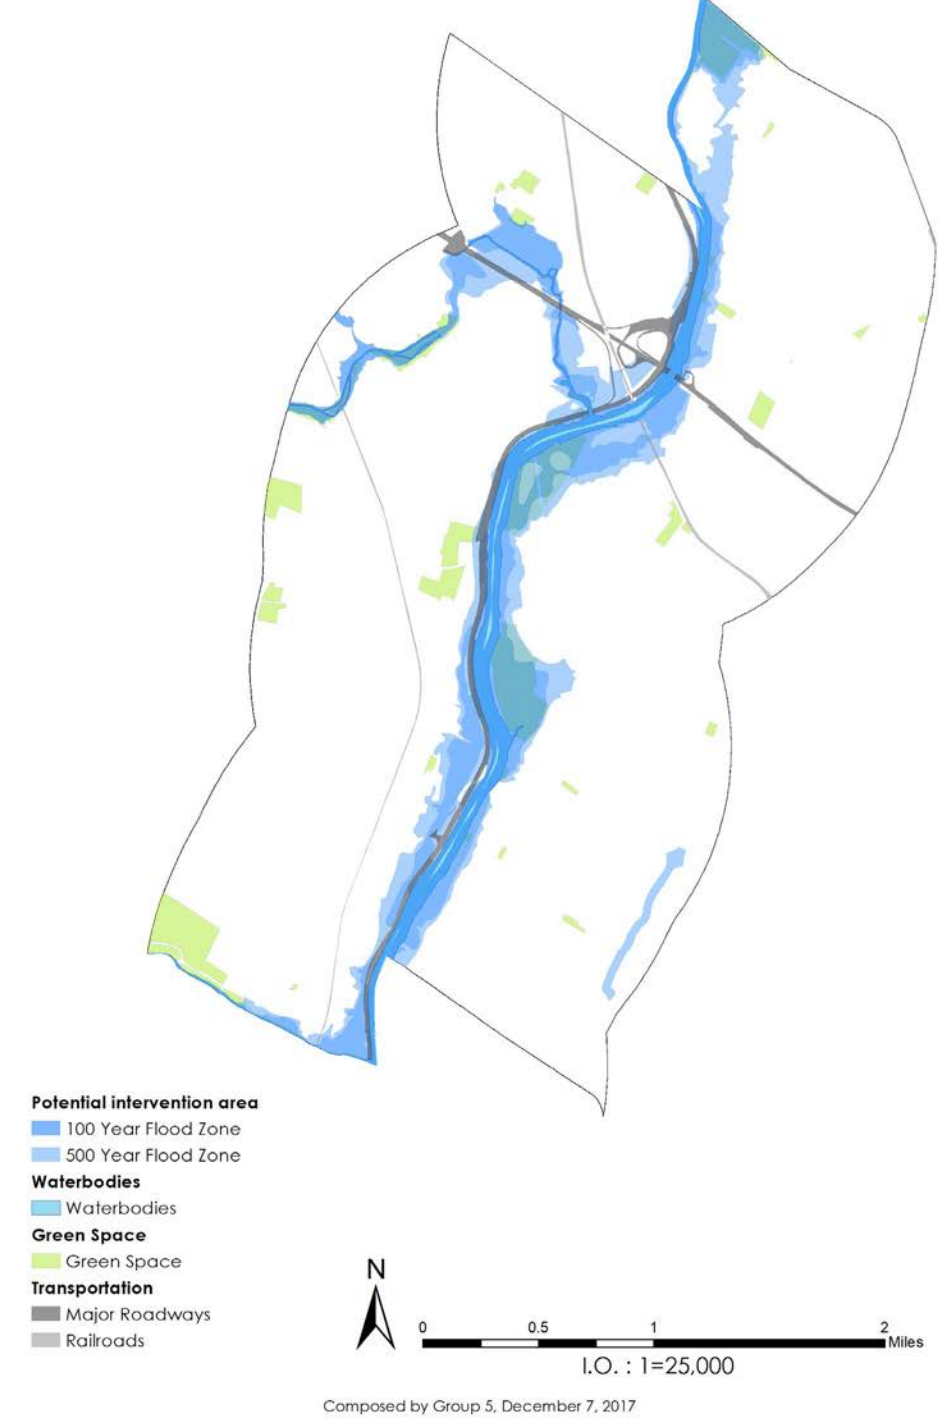 Potential intervention area
100 Year Flood Zone
500 Year Flood Zone
Waterbodies
Waterbodies
Green Space
Green Space
Transportation
Major Roadways
Railroads
N
0 0.5 1 2
Miles
I.O. : 1=25,000
Composed by Group 5, December 7, 2017